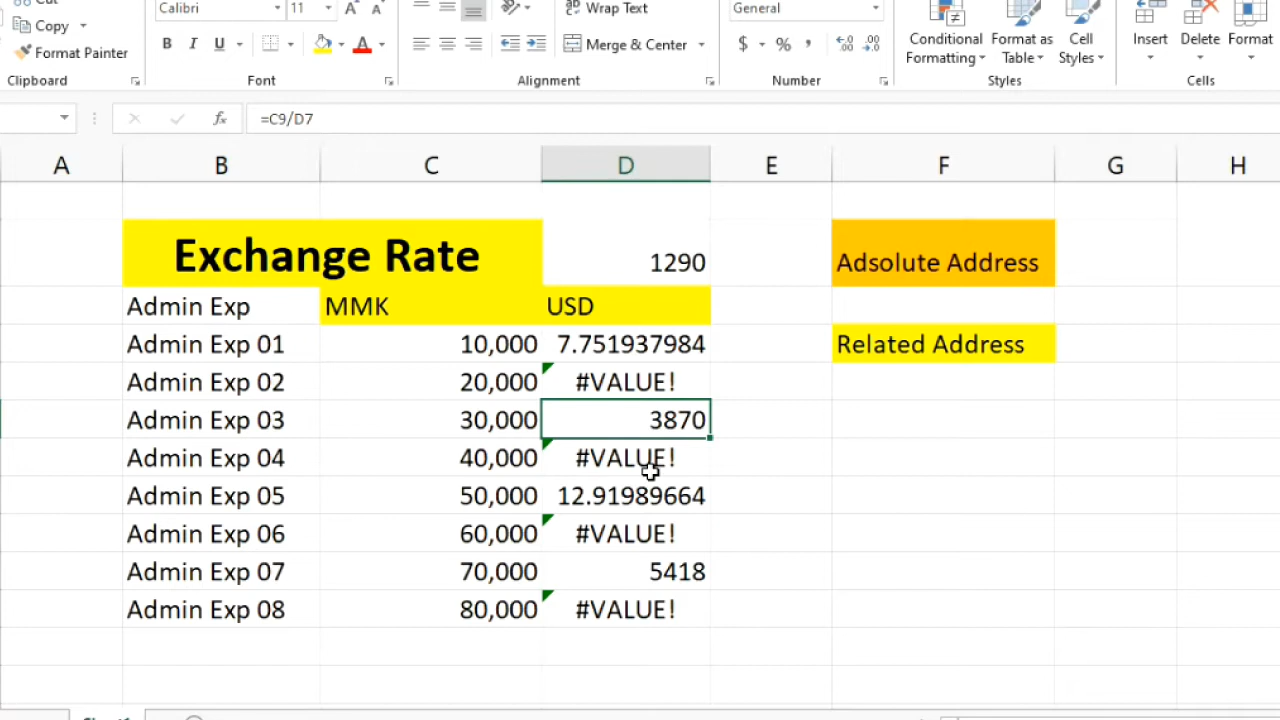 Cut
Calibri 11 A A Wrap Text General
Copy
Format Painter B I U A Merge & Center $ % , Conditional Formatting Format as Table Cell Styles Insert Delete Format
Clipboard Font Alignment Number Styles Cells
fx =C9/D7
A B C D E F G H
Exchange Rate 1290 Adsolute Address
Admin Exp MMK USD
Admin Exp 01 10,000 7.751937984 Related Address
Admin Exp 02 20,000 #VALUE!
Admin Exp 03 30,000 3870
Admin Exp 04 40,000 #VALUE!
Admin Exp 05 50,000 12.91989664
Admin Exp 06 60,000 #VALUE!
Admin Exp 07 70,000 5418
Admin Exp 08 80,000 #VALUE!